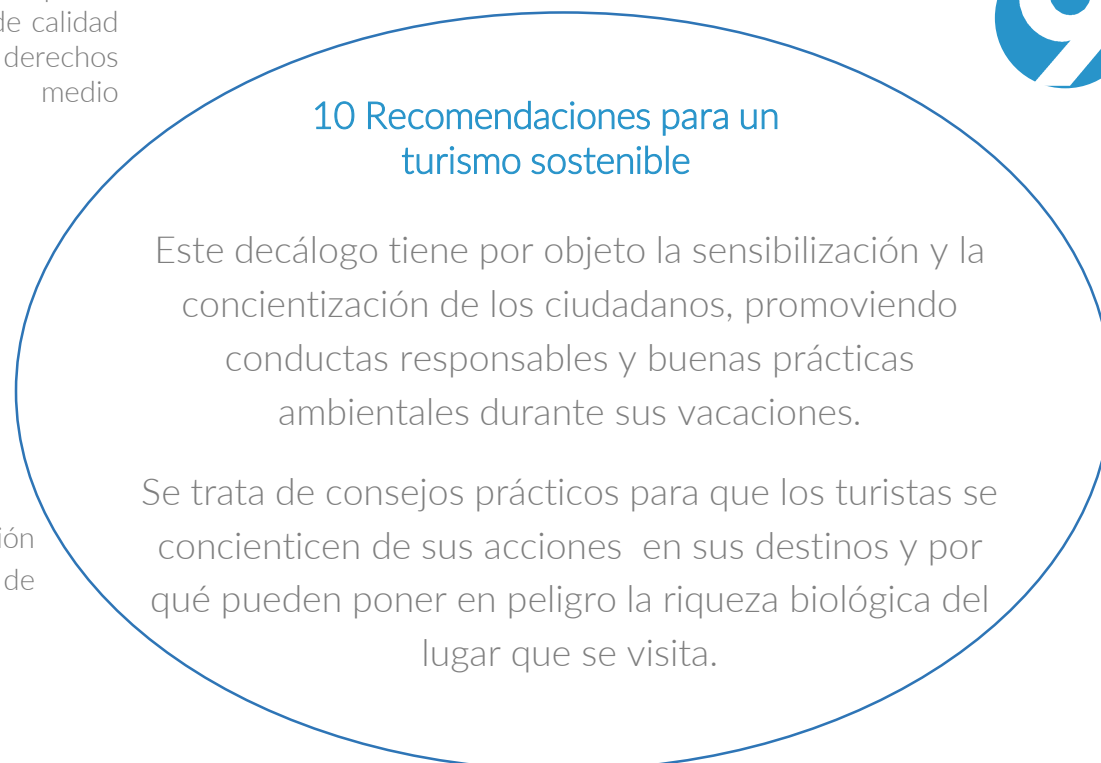 de calidad
derechos
medio
10 Recomendaciones para un
turismo sostenible
Este decálogo tiene por objeto la sensibilización y la
concientización de los ciudadanos, promoviendo
conductas responsables y buenas prácticas
ambientales durante sus vacaciones.
Se trata de consejos prácticos para que los turistas se
concienticen de sus acciones en sus destinos y por
qué pueden poner en peligro la riqueza biológica del
lugar que se visita.
ión
de